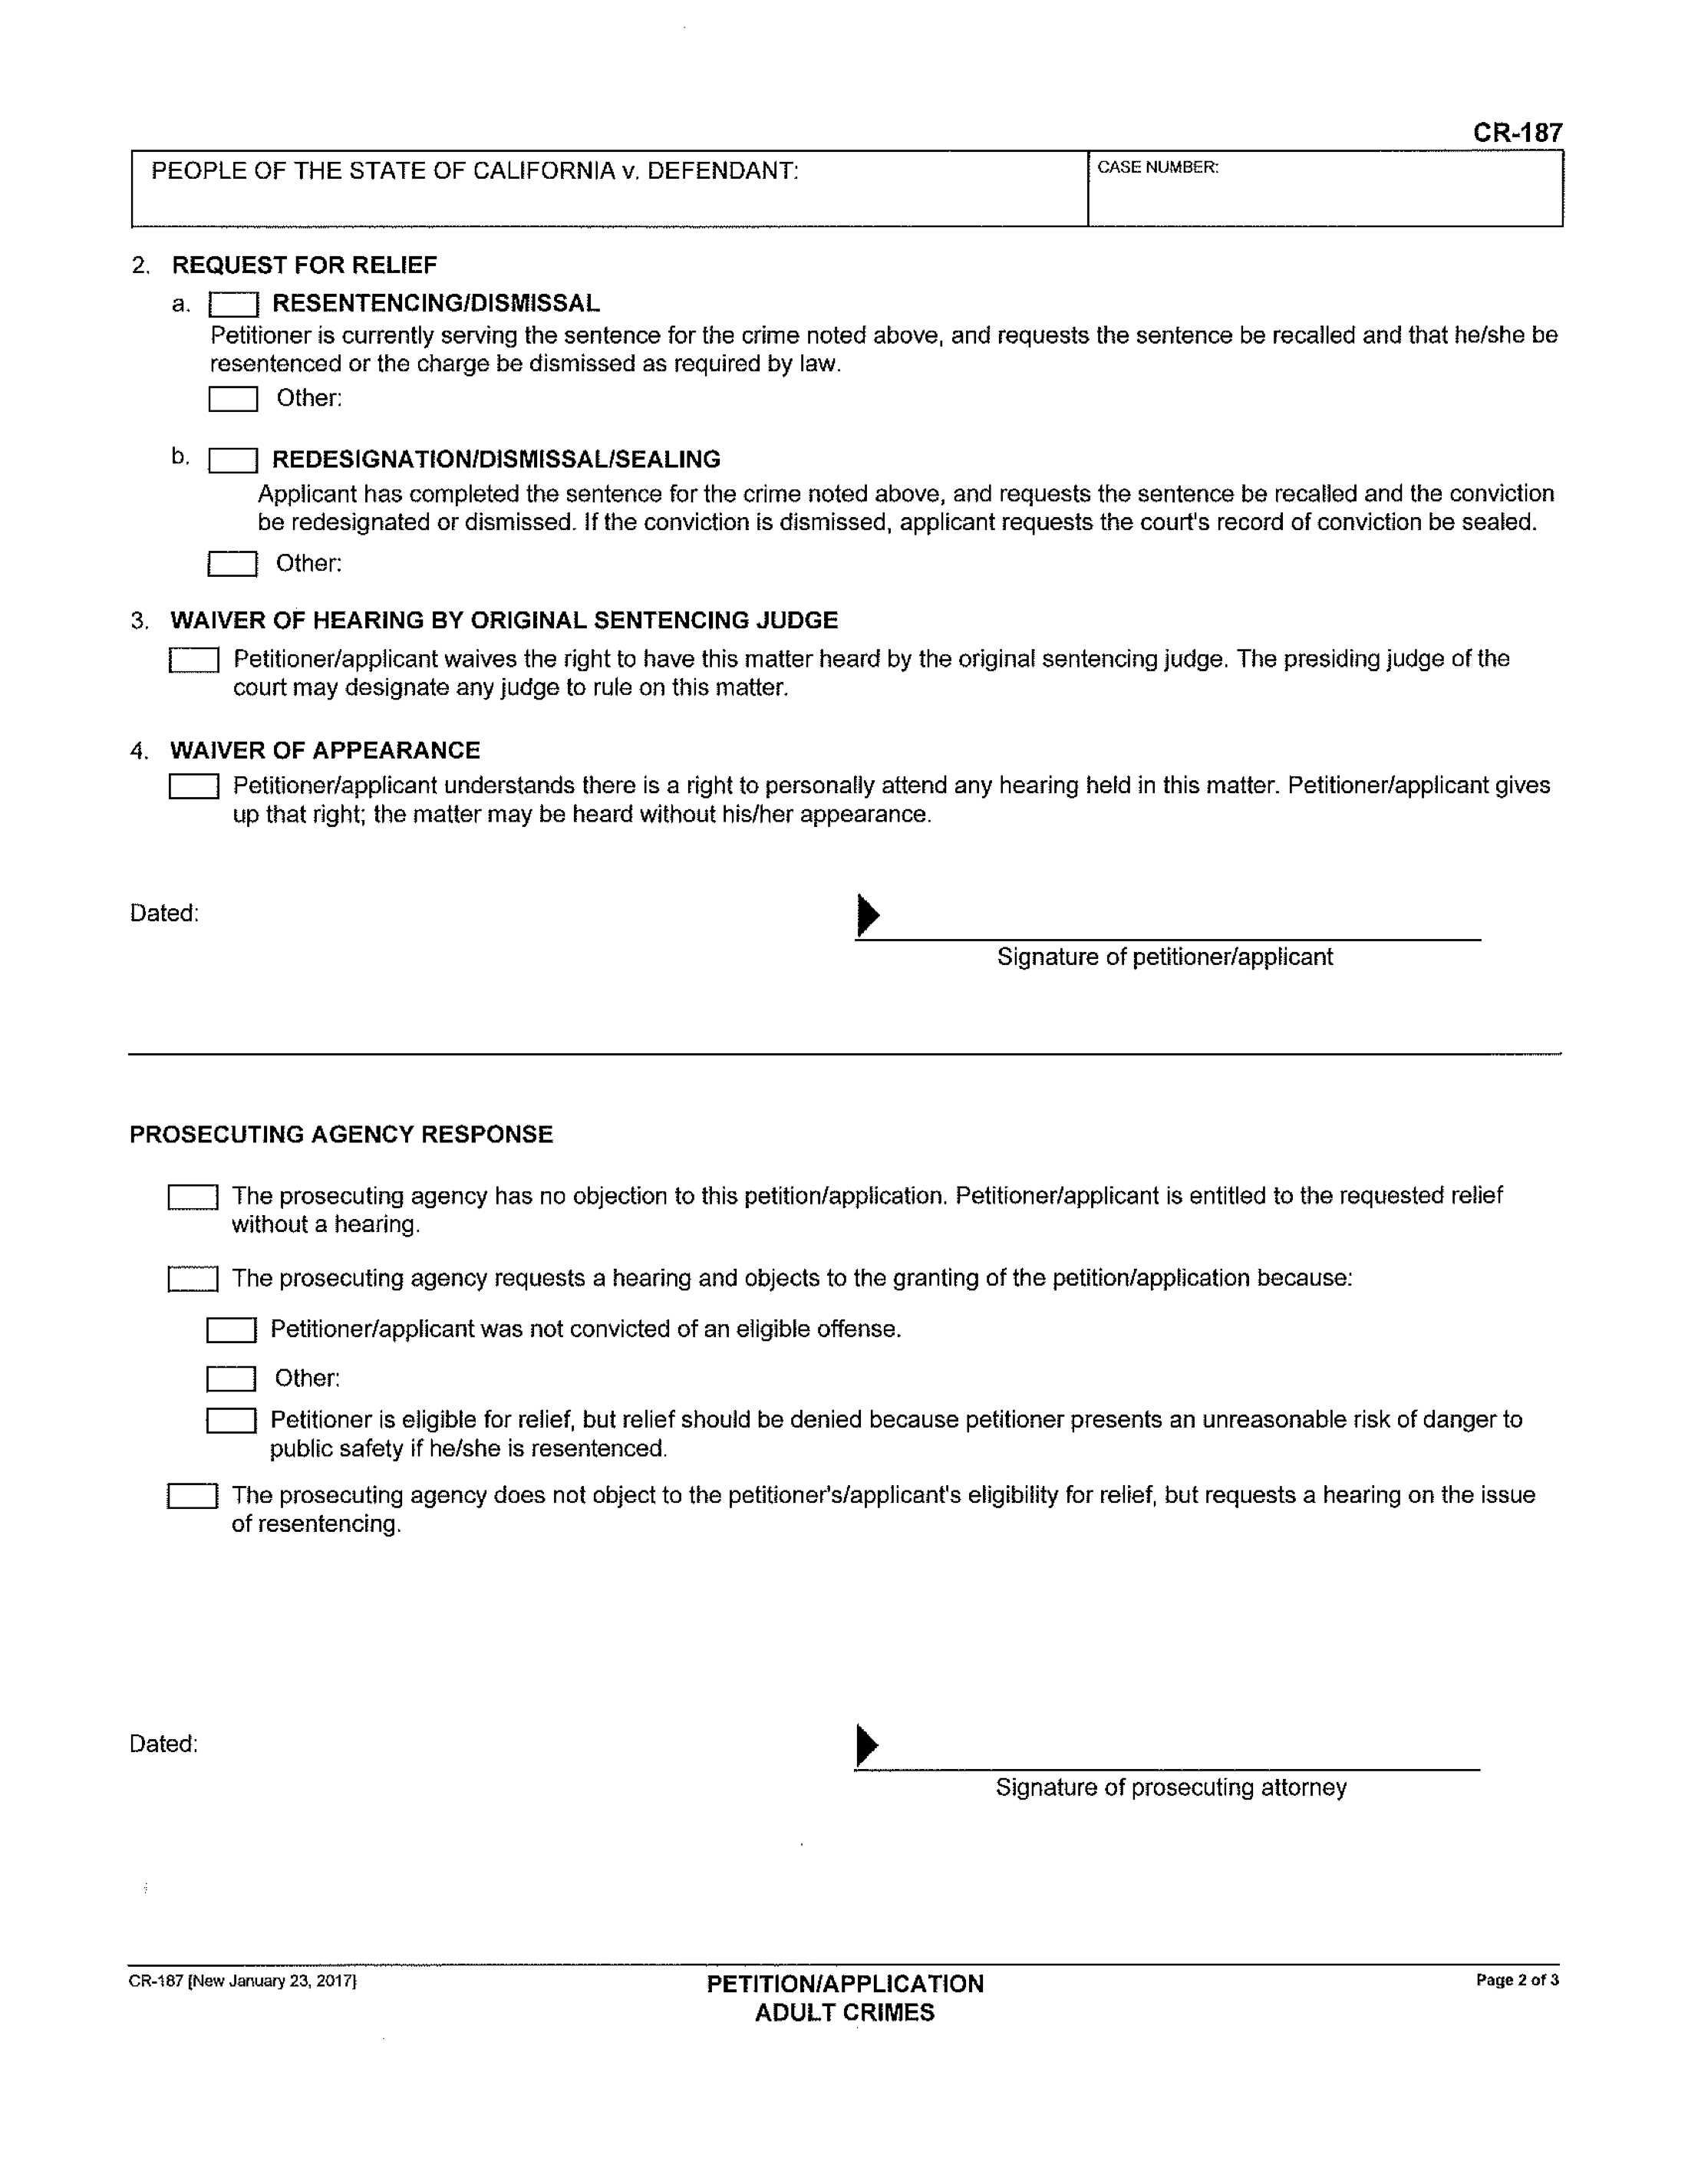 CR-187
PEOPLE OF THE STATE OF CALIFORNIA v. DEFENDANT:
CASE NUMBER:
2. REQUEST FOR RELIEF
a. RESENTENCING/DISMISSAL
Petitioner is currently serving the sentence for the crime noted above, and requests the sentence be recalled and that he/she be
resentenced or the charge be dismissed as required by law.
Other:
b. REDESIGNATION/DISMISSAL/SEALING
Applicant has completed the sentence for the crime noted above, and requests the sentence be recalled and the conviction
be redesignated or dismissed. If the conviction is dismissed, applicant requests the court's record of conviction be sealed.
Other:
3. WAIVER OF HEARING BY ORIGINAL SENTENCING JUDGE
Petitioner/applicant waives the right to have this matter heard by the original sentencing judge. The presiding judge of the
court may designate any judge to rule on this matter.
4. WAIVER OF APPEARANCE
Petitioner/applicant understands there is a right to personally attend any hearing held in this matter. Petitioner/applicant gives
up that right; the matter may be heard without his/her appearance.
Dated:
Signature of petitioner/applicant
PROSECUTING AGENCY RESPONSE
The prosecuting agency has no objection to this petition/application. Petitioner/applicant is entitled to the requested relief
without a hearing.
The prosecuting agency requests a hearing and objects to the granting of the petition/application because:
Petitioner/applicant was not convicted of an eligible offense.
Other:
Petitioner is eligible for relief, but relief should be denied because petitioner presents an unreasonable risk of danger to
public safety if he/she is resentenced.
The prosecuting agency does not object to the petitioner's/applicant's eligibility for relief, but requests a hearing on the issue
of resentencing.
Dated:
Signature of prosecuting attorney
CR-187 [New January 23, 2017]
PETITION/APPLICATION
ADULT CRIMES
Page 2 of 3